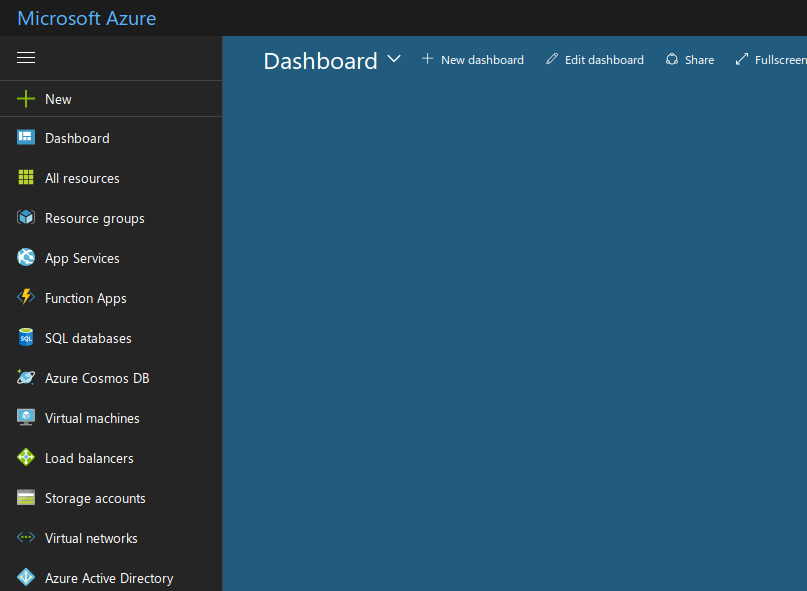 Microsoft Azure
Dashboard
New dashboard
Edit dashboard
Share
Fullscreen
New
Dashboard
All resources
Resource groups
App Services
Function Apps
SQL databases
SQL
Azure Cosmos DB
Virtual machines
Load balancers
Storage accounts
Virtual networks
Azure Active Directory